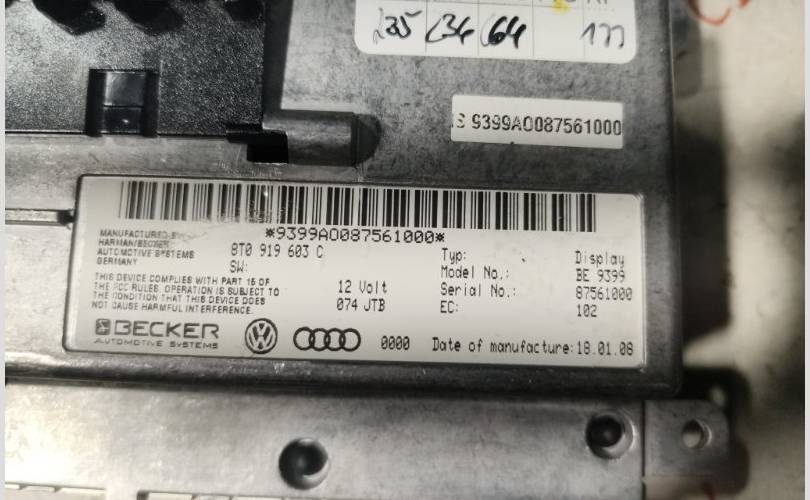 235 34 64 177
S 9399A0087561000
*9399A0087561000*
MANUFACTURED BY
HARMAN/BECKER
AUTOMOTIVE SYSTEMS
GERMANY
8T0 919 603 C
SW:
THIS DEVICE COMPLIES WITH PART 15 OF
THE FCC RULES. OPERATION IS SUBJECT TO
THE CONDITION THAT THIS DEVICE DOES
NOT CAUSE HARMFUL INTERFERENCE.
12 Volt
074 JTB
Typ: Display
Model No.: BE 9399
Serial No.: 87561000
EC: 102
BECKER
AUTOMOTIVE SYSTEMS
0000
Date of manufacture: 18.01.08